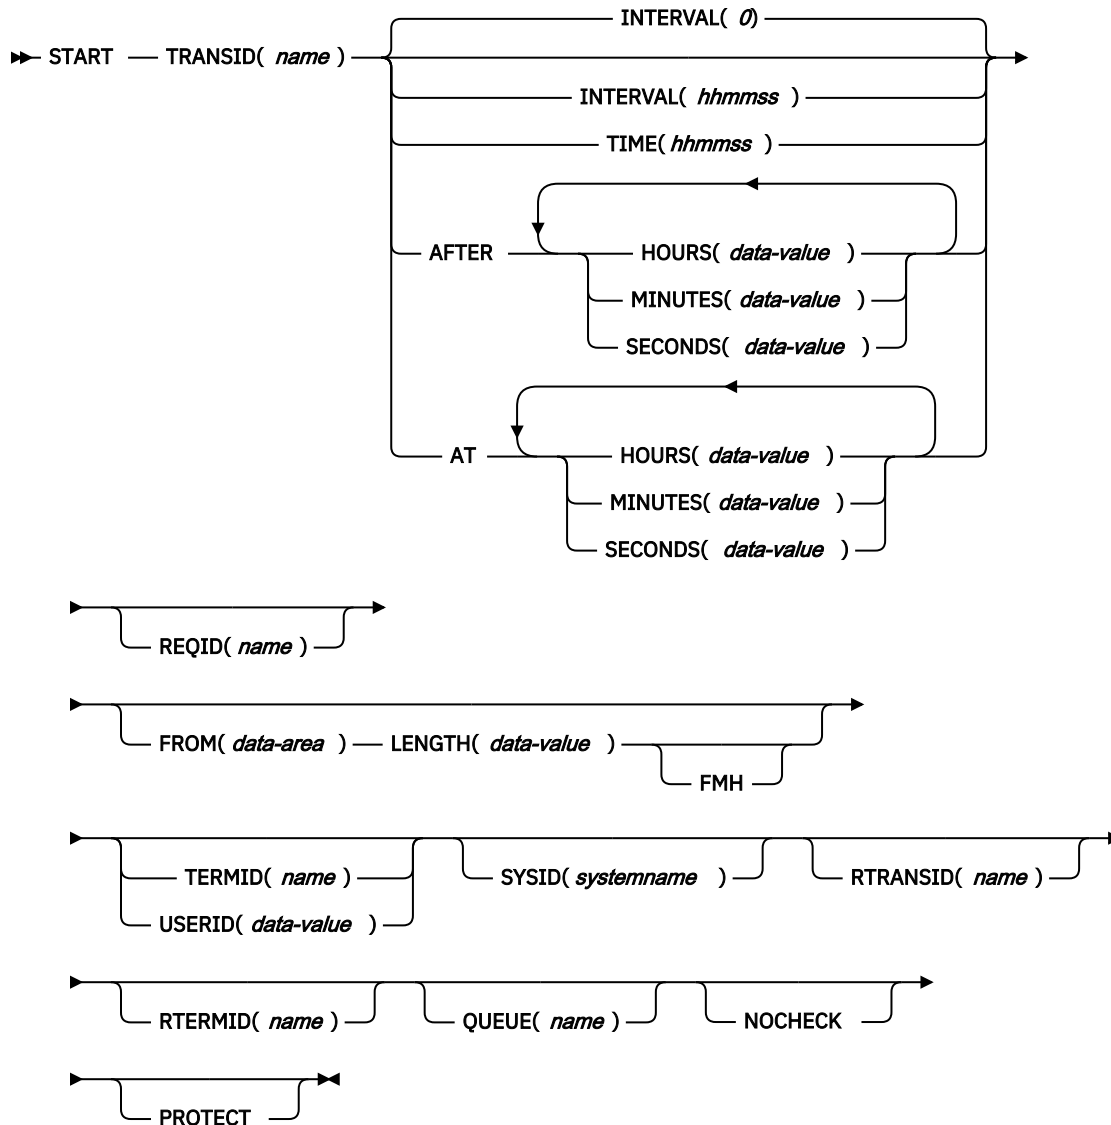 INTERVAL( 0)
START TRANSID( name )
INTERVAL( hhmmss )
TIME( hhmmss )
AFTER HOURS( data-value )
MINUTES( data-value )
SECONDS( data-value )
AT HOURS( data-value )
MINUTES( data-value )
SECONDS( data-value )
REQID( name )
FROM( data-area ) LENGTH( data-value )
FMH
TERMID( name ) SYSID( systemname ) RTRANSID( name )
USERID( data-value )
RTERMID( name ) QUEUE( name ) NOCHECK
PROTECT